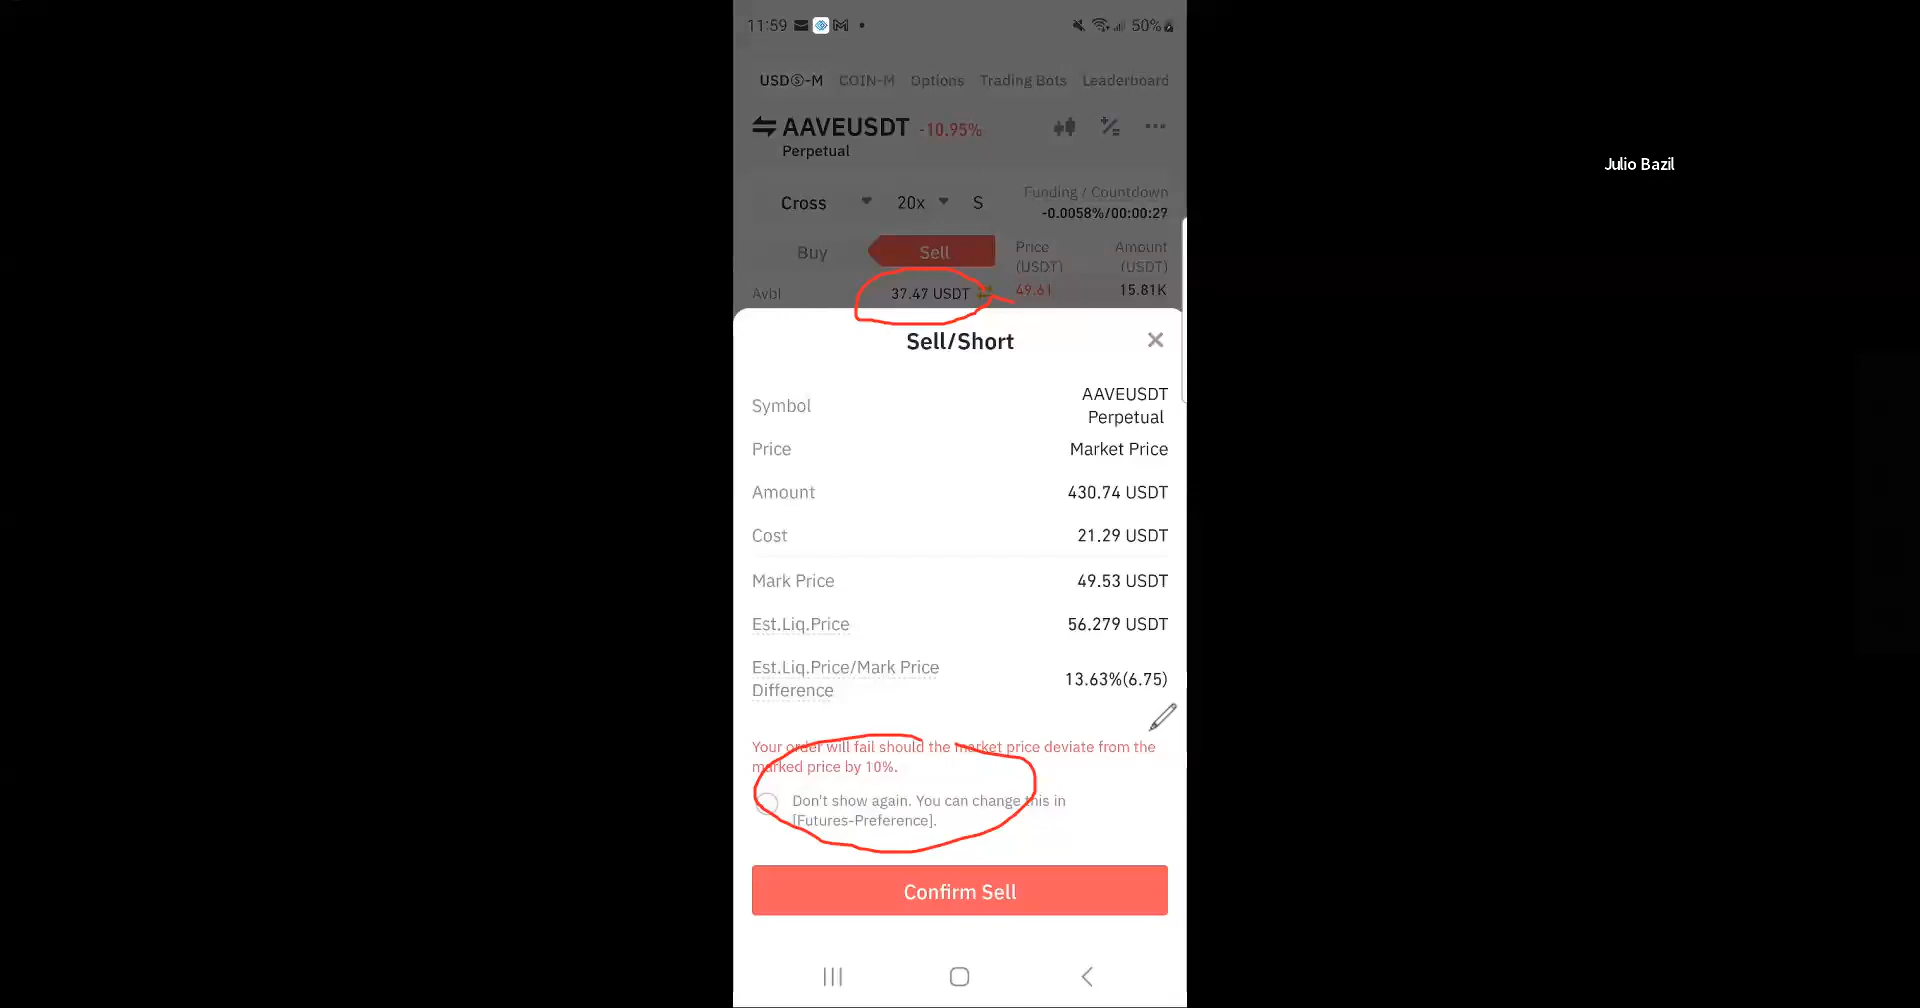 11:59 50%
USDⓈ-M COIN-M Options Trading Bots Leaderboard
AAVEUSDT -10.95%
Perpetual
Julio Bazil
Cross 20x S
Funding / Countdown
-0.0058%/00:00:27
Buy Sell
Price Amount
(USDT) (USDT)
Avbl 37.47 USDT 49.61 15.81K
Sell/Short
Symbol AAVEUSDT
Perpetual
Price Market Price
Amount 430.74 USDT
Cost 21.29 USDT
Mark Price 49.53 USDT
Est.Liq.Price 56.279 USDT
Est.Liq.Price/Mark Price
Difference 13.63%(6.75)
Your order will fail should the market price deviate from the
marked price by 10%.
Don't show again. You can change this in
[Futures-Preference].
Confirm Sell